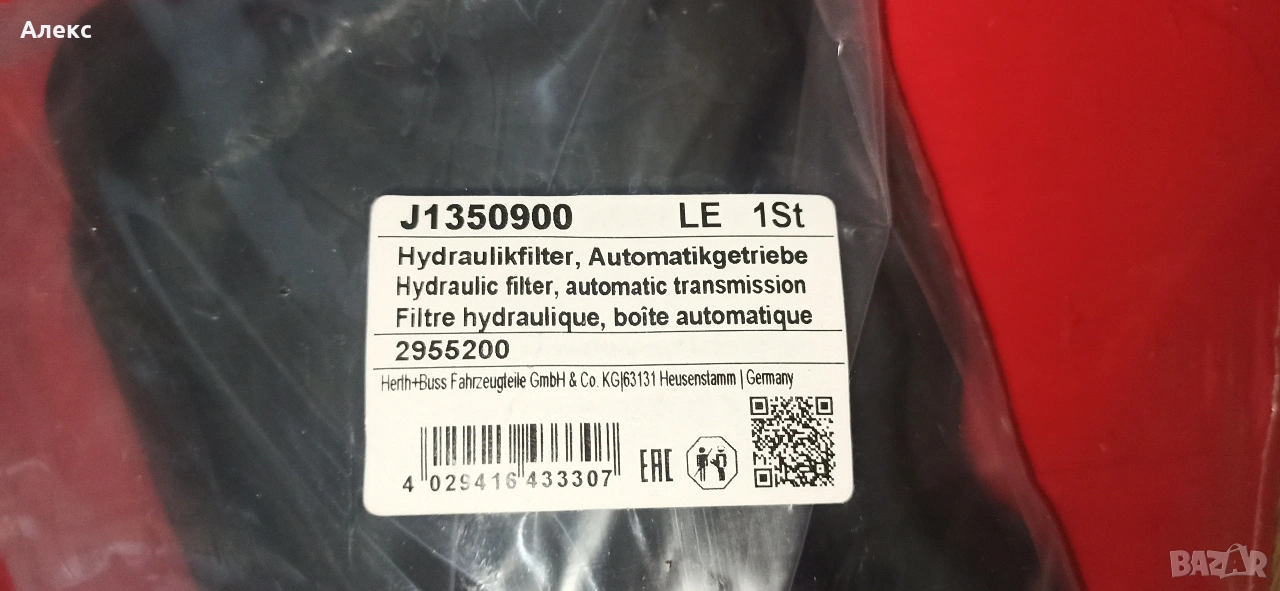 Алекс
J1350900 LE 1St
Hydraulikfilter, Automatikgetriebe
Hydraulic filter, automatic transmission
Filtre hydraulique, boîte automatique
2955200
Herth+Buss Fahrzeugteile GmbH & Co. KG|63131 Heusenstamm | Germany
4 029416 433307
EAC
BAZAR